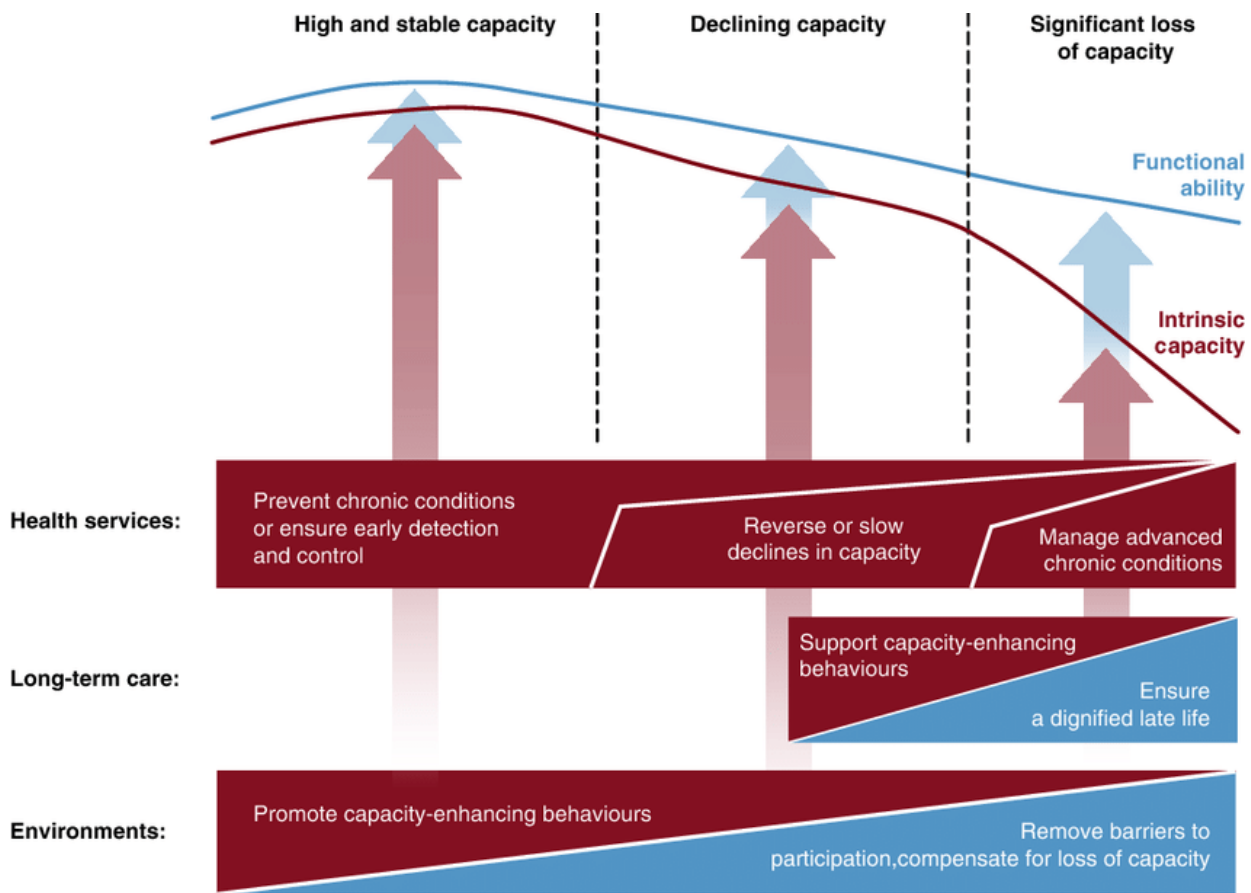 High and stable capacity
Declining capacity
Significant loss
of capacity
Functional
ability
Intrinsic
capacity
Health services:
Prevent chronic conditions
or ensure early detection
and control
Reverse or slow
declines in capacity
Manage advanced
chronic conditions
Long-term care:
Support capacity-enhancing
behaviours
Ensure
a dignified late life
Environments:
Promote capacity-enhancing behaviours
Remove barriers to
participation,compensate for loss of capacity